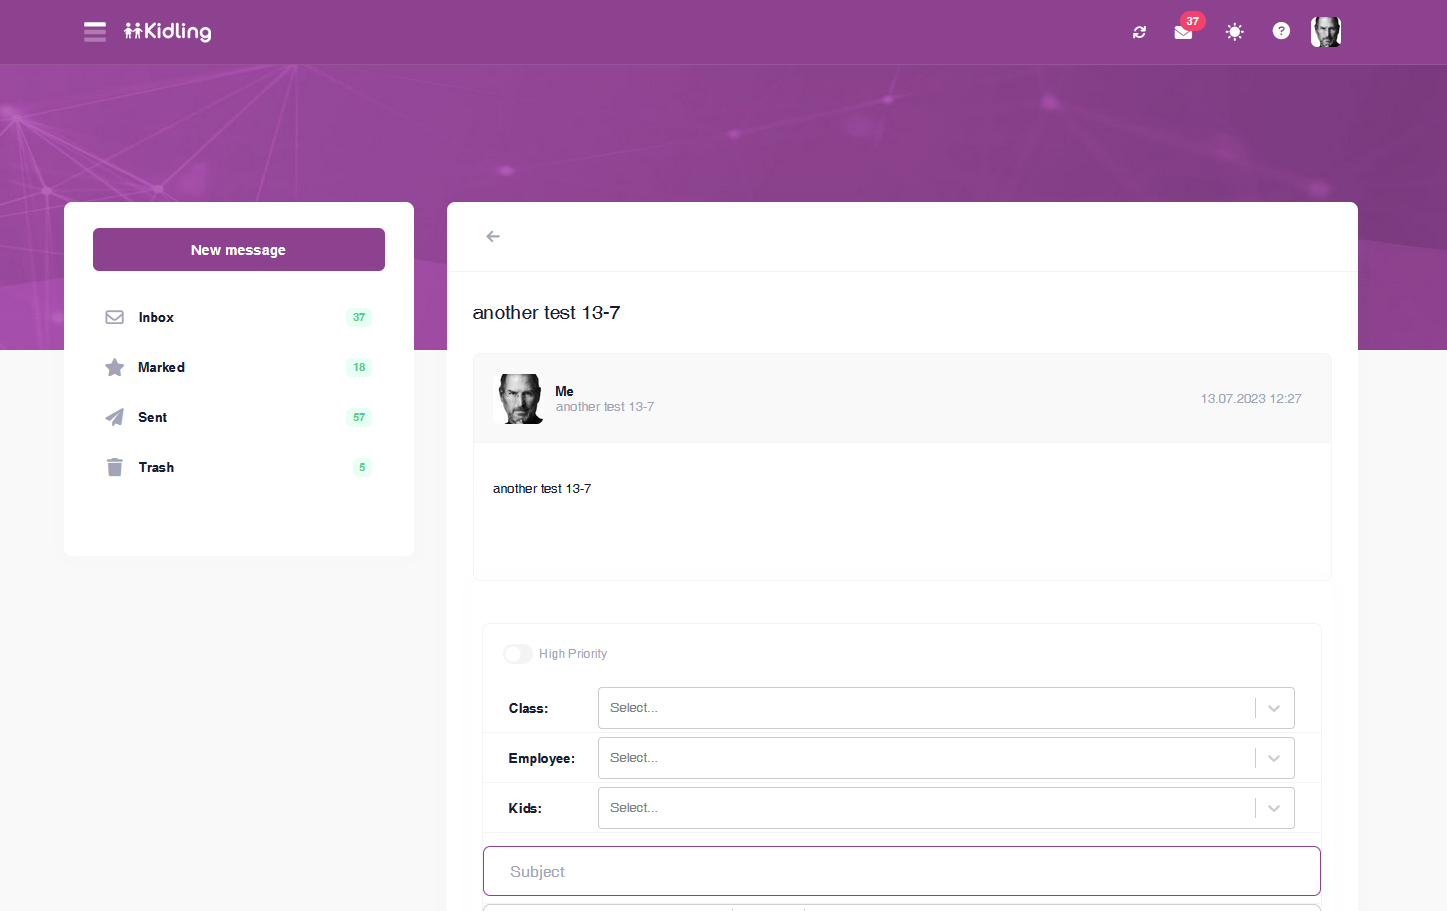 Kidling
37
?
New message
Inbox 37
Marked 18
Sent 57
Trash 5
another test 13-7
Me
another test 13-7
13.07.2023 12:27
another test 13-7
High Priority
Class: Select...
Employee: Select...
Kids: Select...
Subject